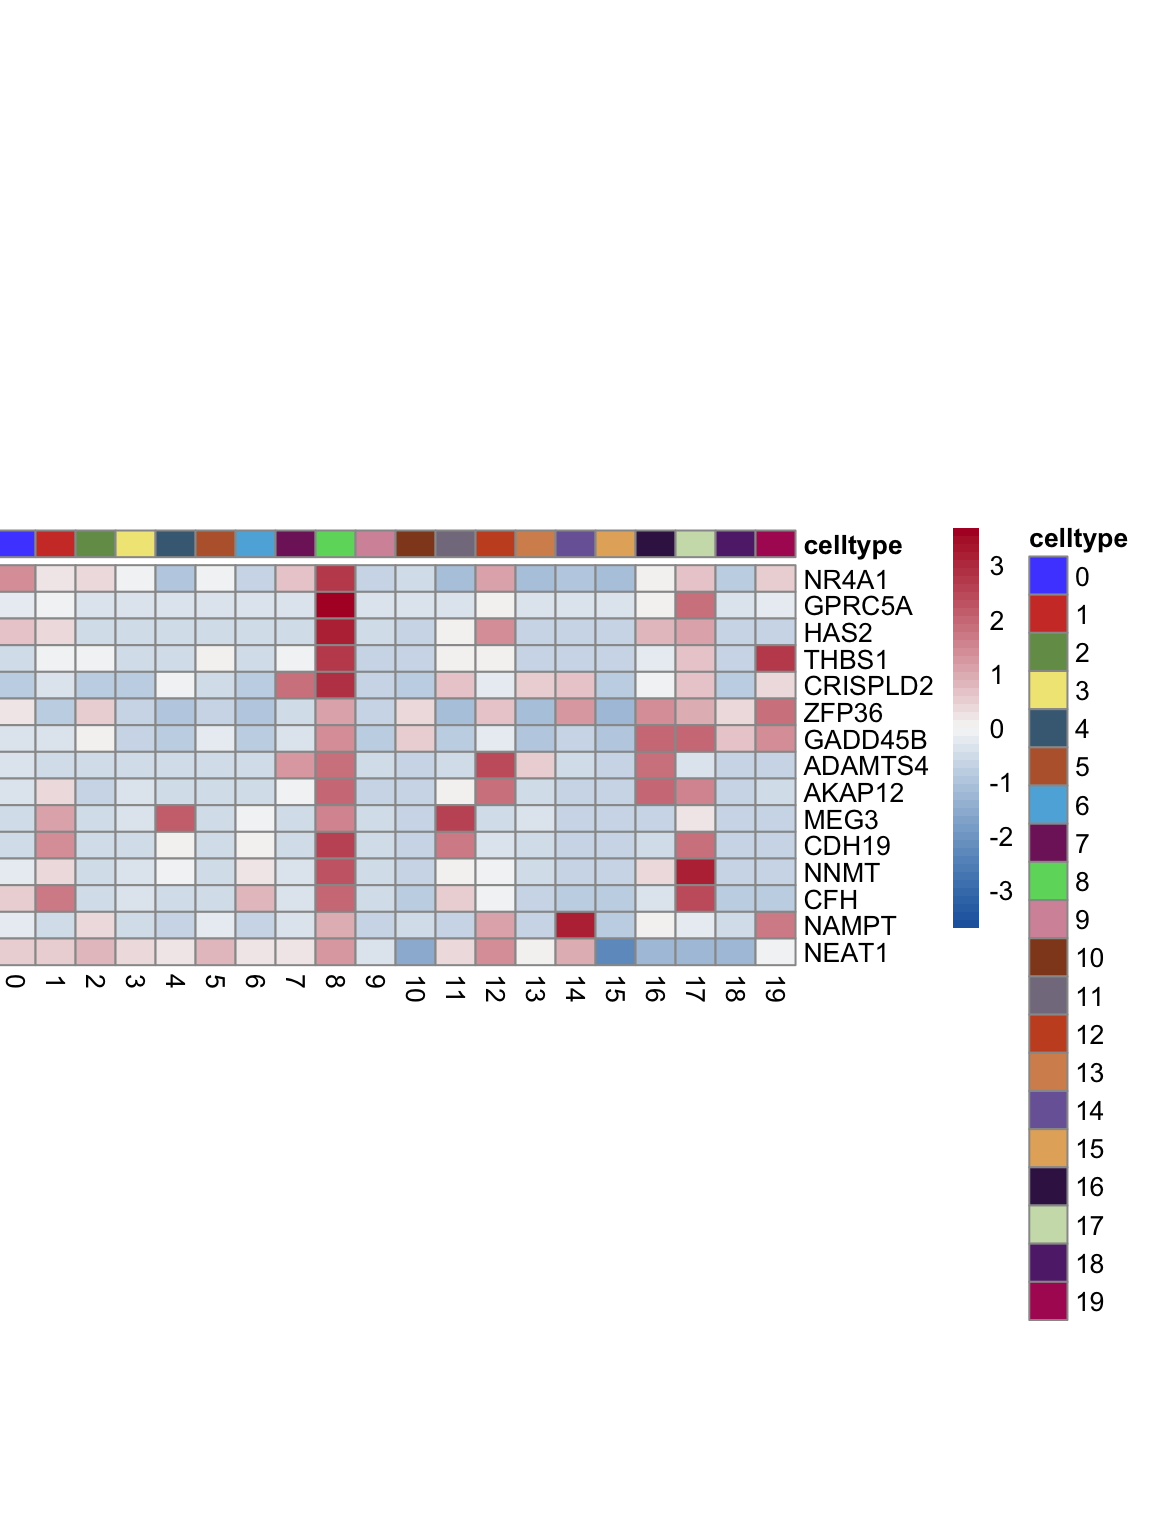 celltype
NR4A1
GPRC5A
HAS2
THBS1
CRISPLD2
ZFP36
GADD45B
ADAMTS4
AKAP12
MEG3
CDH19
NNMT
CFH
NAMPT
NEAT1
0 1 2 3 4 5 6 7 8 9 10 11 12 13 14 15 16 17 18 19
3
2
1
0
-1
-2
-3
celltype
0
1
2
3
4
5
6
7
8
9
10
11
12
13
14
15
16
17
18
19